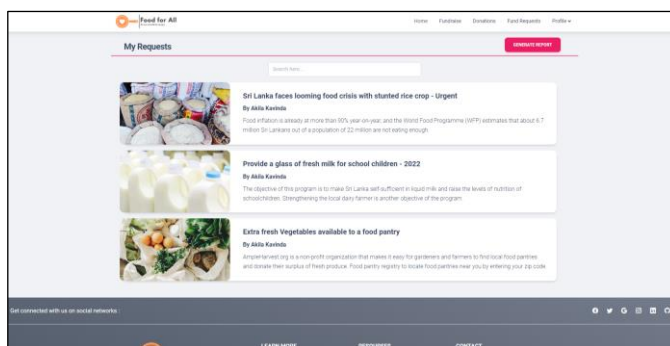 Food for All
Home Fundraise Donations Fund Requests Profile
My Requests
GENERATE REPORT
Search here...
Sri Lanka faces looming food crisis with stunted rice crop - Urgent
By Akila Kavinda
Food inflation is already at more than 90% year-on-year, and the World Food Programme (WFP) estimates that about 6.7
million Sri Lankans out of a population of 22 million are not eating enough
Provide a glass of fresh milk for school children - 2022
By Akila Kavinda
The objective of this program is to make Sri Lanka self sufficient in liquid milk and raise the levels of nutrition of
schoolchildren. Strengthening the local dairy farmer is another objective of the program
Extra fresh Vegetables available to a food pantry
By Akila Kavinda
AmpleHarvest.org is a non profit organization that makes it easy for gardeners and farmers to find local food pantries
and donate their surplus of fresh produce. Food pantry registry to locate food pantries near you by entering your zip code
Get connected with us on social networks :
LEARN MORE RESOURCES CONTACT